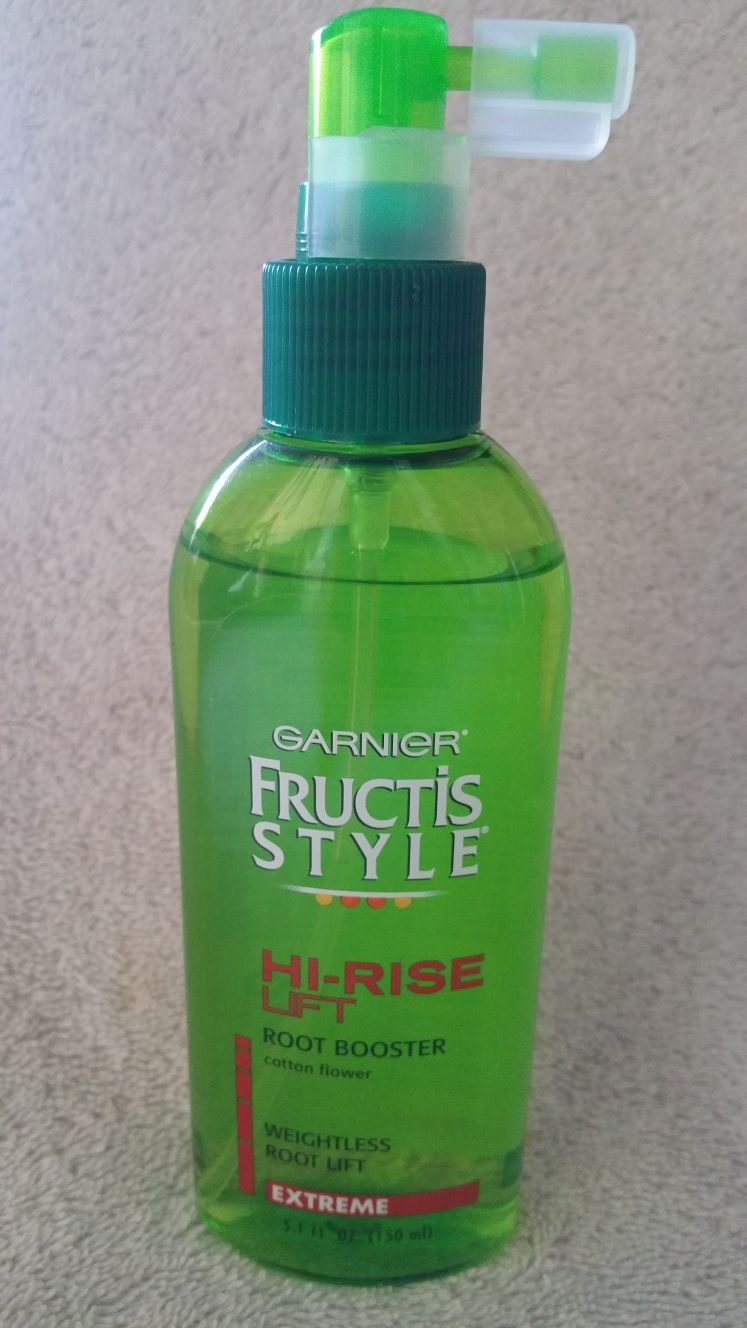 GARNIER®
FRUCTIS
STYLE®
HI-RISE
LIFT
ROOT BOOSTER
cotton flower
WEIGHTLESS
ROOT LIFT
EXTREME
5.1 fl oz. (150 ml)